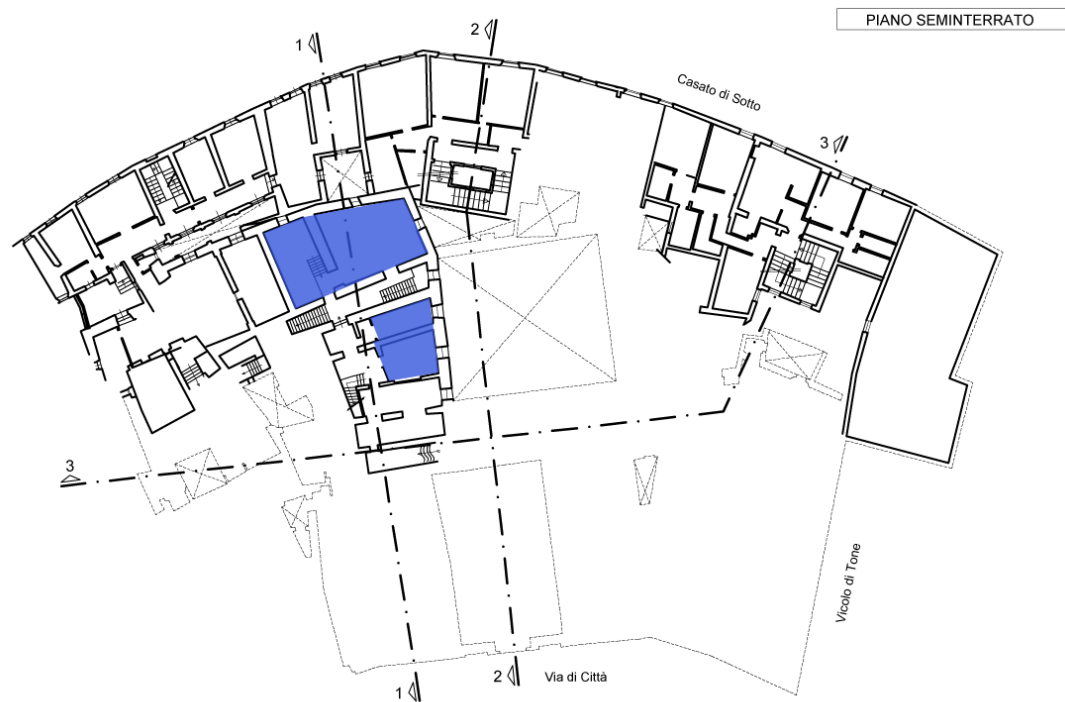 PIANO SEMINTERRATO
2
1
Casato di Sotto
3
3
Vicolo di Tone
1
2
Via di Città